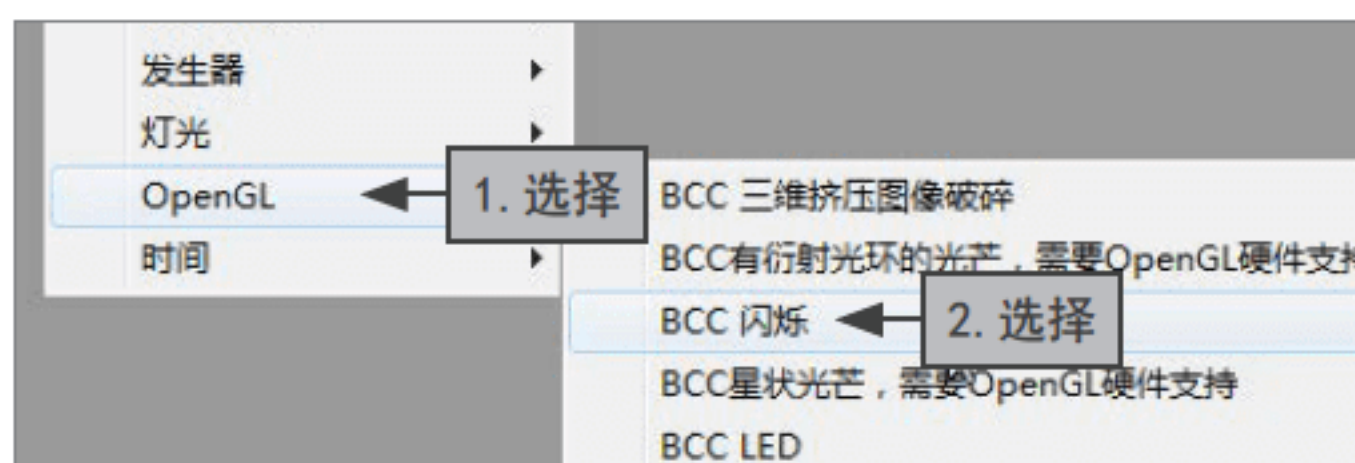 发生器
灯光
OpenGL
1. 选择
时间
BCC 三维挤压图像破碎
BCC有衍射光环的光芒，需要OpenGL硬件支持
BCC 闪烁
2. 选择
BCC星状光芒，需要OpenGL硬件支持
BCC LED